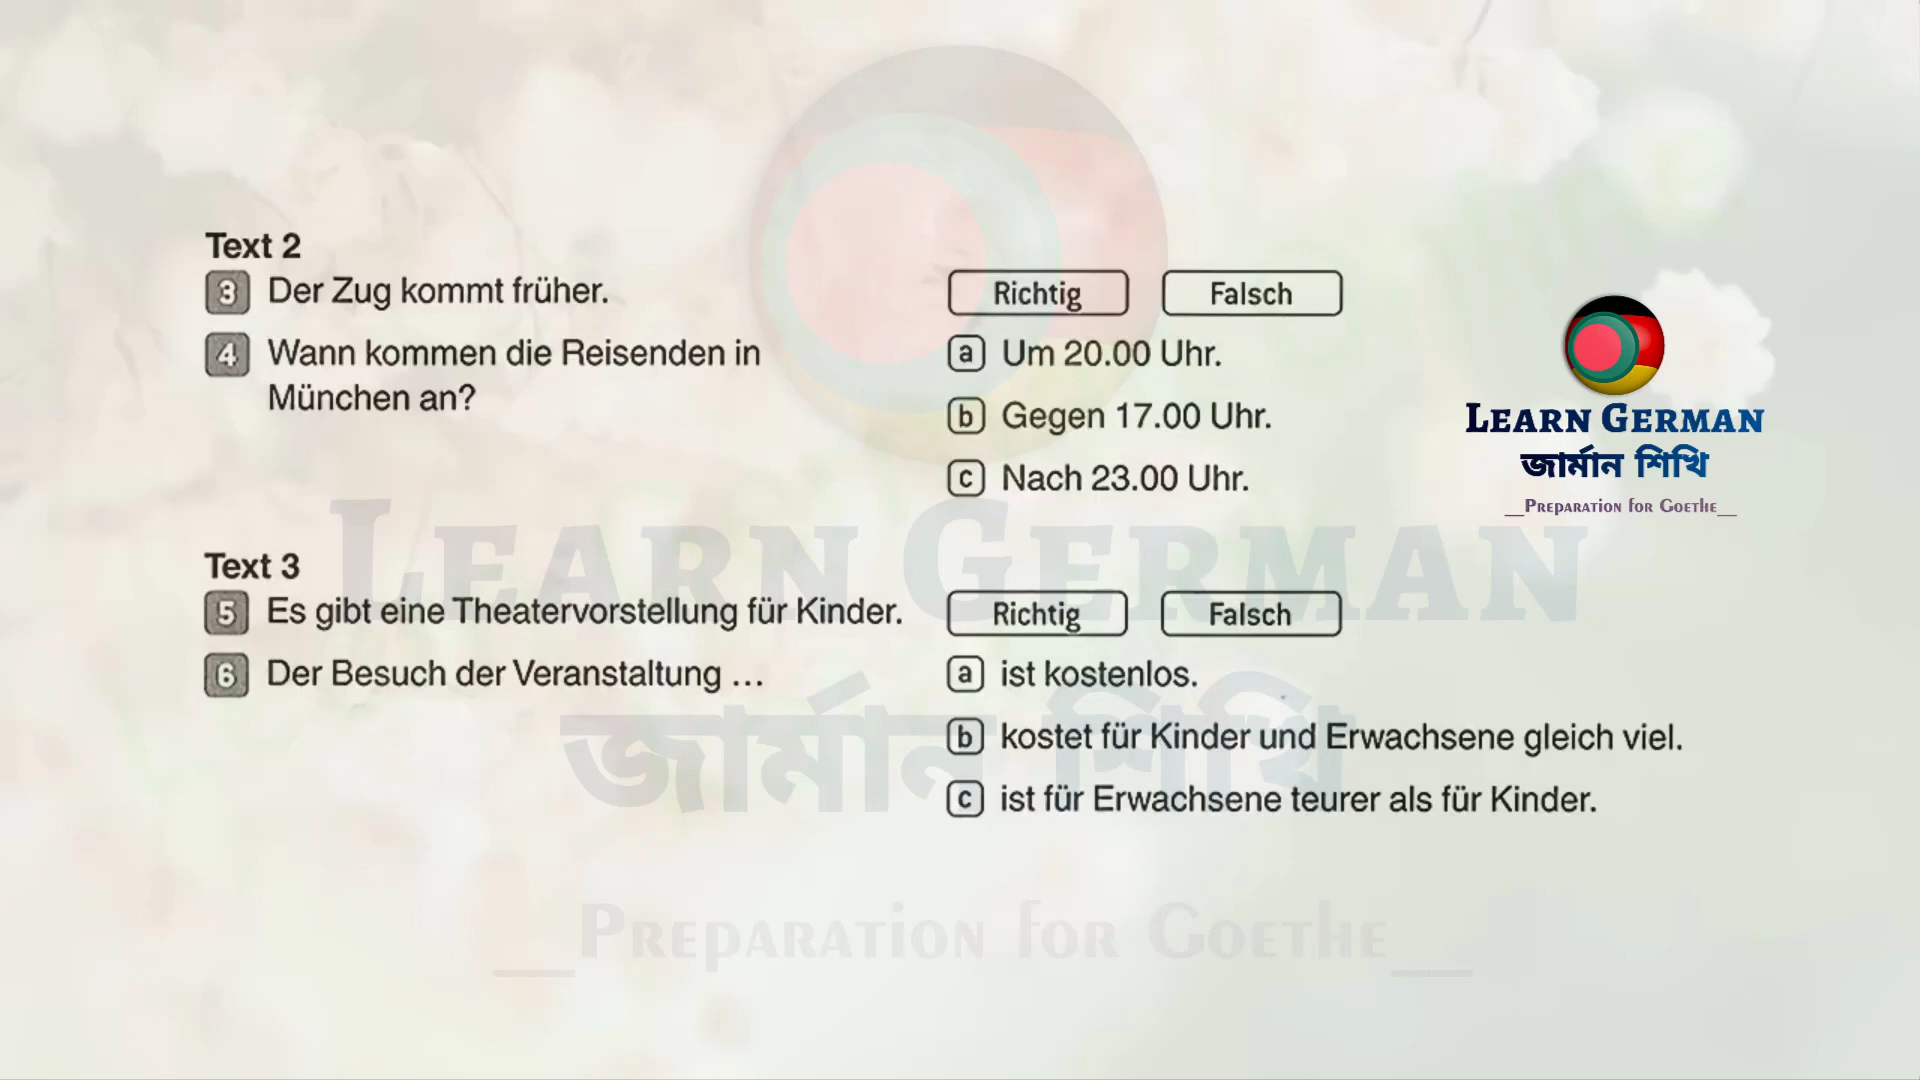 Text 2
3 Der Zug kommt früher. Richtig Falsch
4 Wann kommen die Reisenden in München an?
a Um 20.00 Uhr.
b Gegen 17.00 Uhr.
c Nach 23.00 Uhr.
Text 3
5 Es gibt eine Theatervorstellung für Kinder. Richtig Falsch
6 Der Besuch der Veranstaltung ...
a ist kostenlos.
b kostet für Kinder und Erwachsene gleich viel.
c ist für Erwachsene teurer als für Kinder.
LEARN GERMAN
জার্মান শিখি
__PREPARATION FOR GOETHE__
LEARN GERMAN
জার্মান শিখি
__PREPARATION FOR GOETHE__